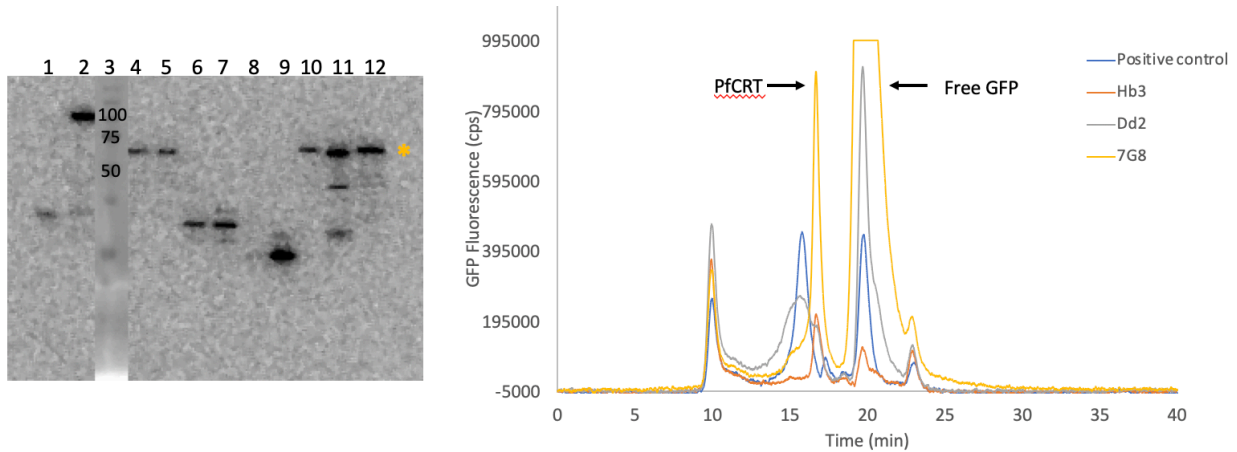 1 2 3 4 5 6 7 8 9 10 11 12
100
75
50
GFP Fluorescence (cps)
995000
795000
595000
395000
195000
-5000
PfCRT
Free GFP
Positive control
Hb3
Dd2
7G8
0 5 10 15 20 25 30 35 40
Time (min)